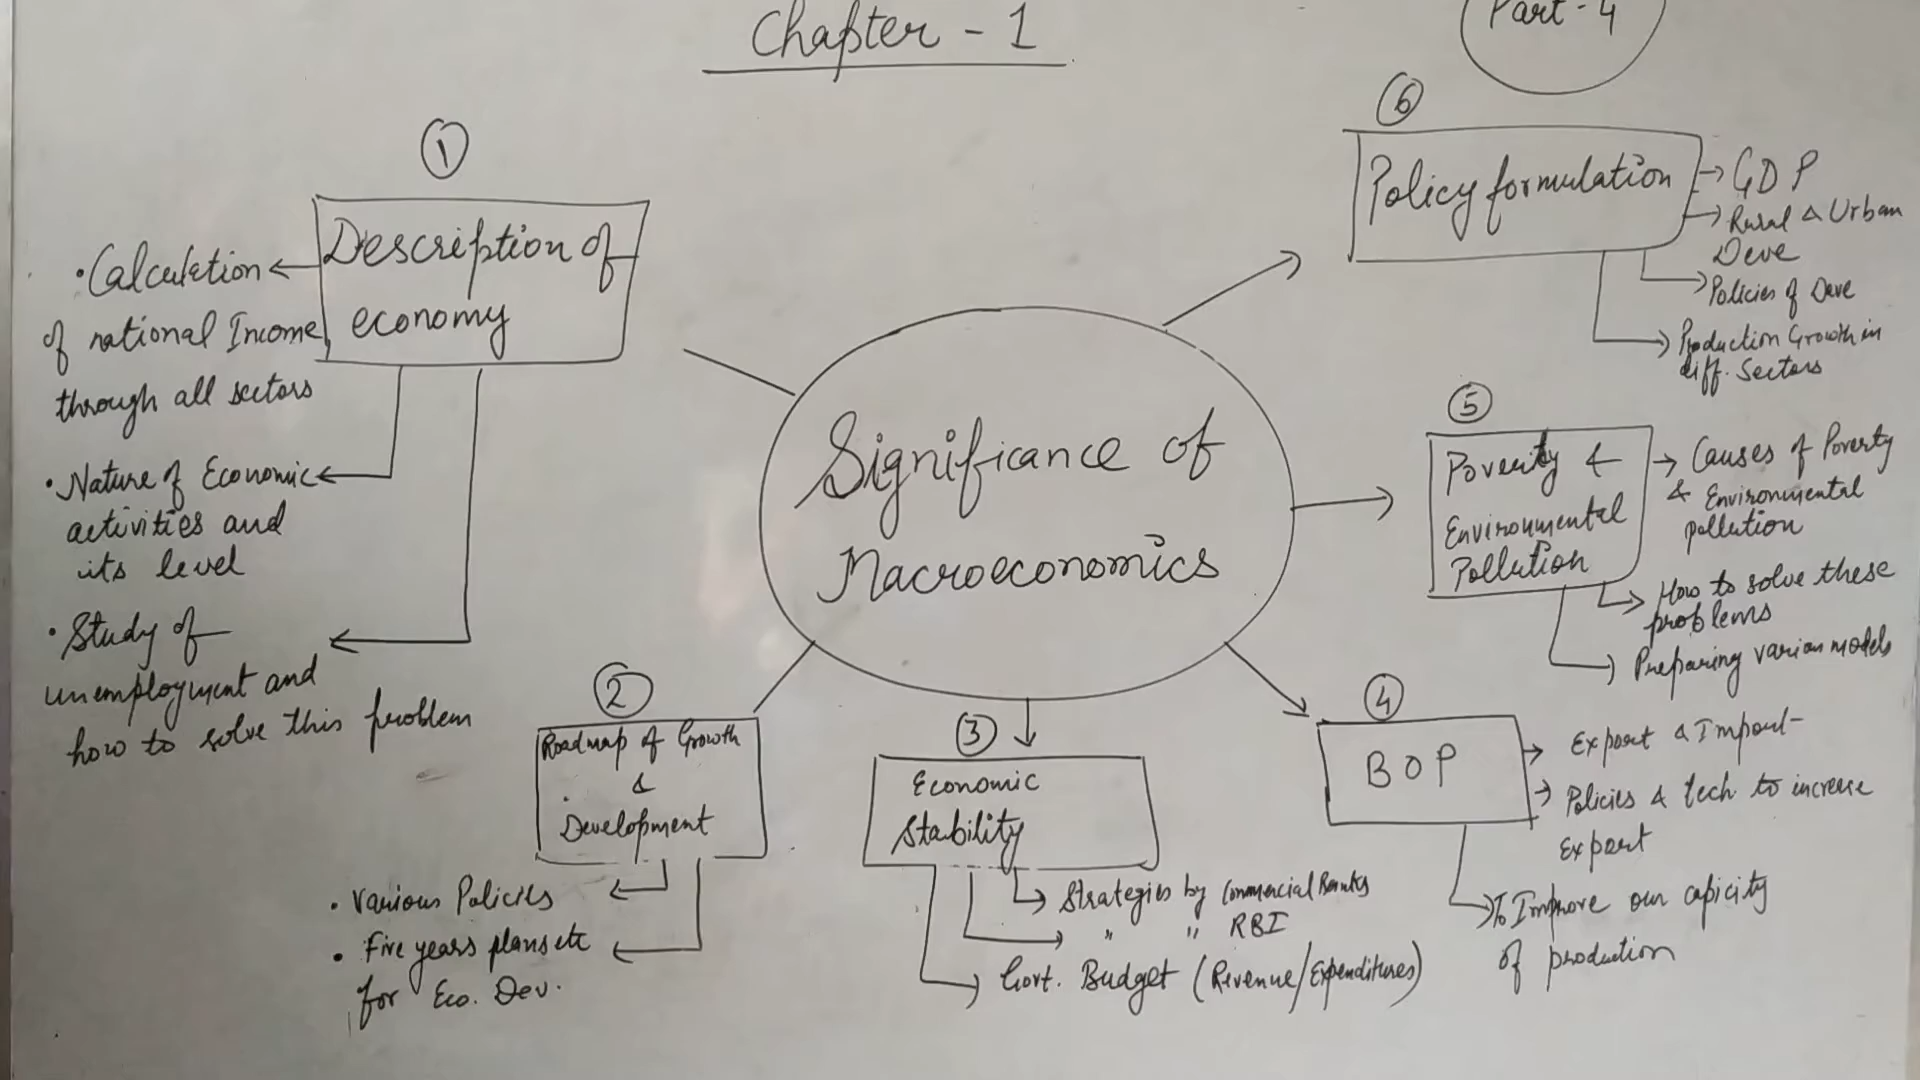 Chapter - 1
Part - 4
①
Description of
economy
• Calculation
of national Income
through all sectors
• Nature of Economic
activities and
its level
• Study of
unemployment and
how to solve this problem
Significance of
Macroeconomics
②
Roadmap of Growth
&
Development
• Various Policies
• Five years plans etc
for Eco. Dev.
③
Economic
Stability
Strategies by Commercial Banks
" " RBI
Govt. Budget (Revenue/Expenditures)
④
BOP
Export & Import
Policies & tech to increase
Export
To Improve our capicity
of production
⑤
Poverty &
Environmental
Pollution
Causes of Poverty
& Environmental
pollution
How to solve these
problems
Preparing various models
⑥
Policy formulation
GDP
Rural & Urban
Deve
Policies of Deve
Production Growth in
diff. Sectors